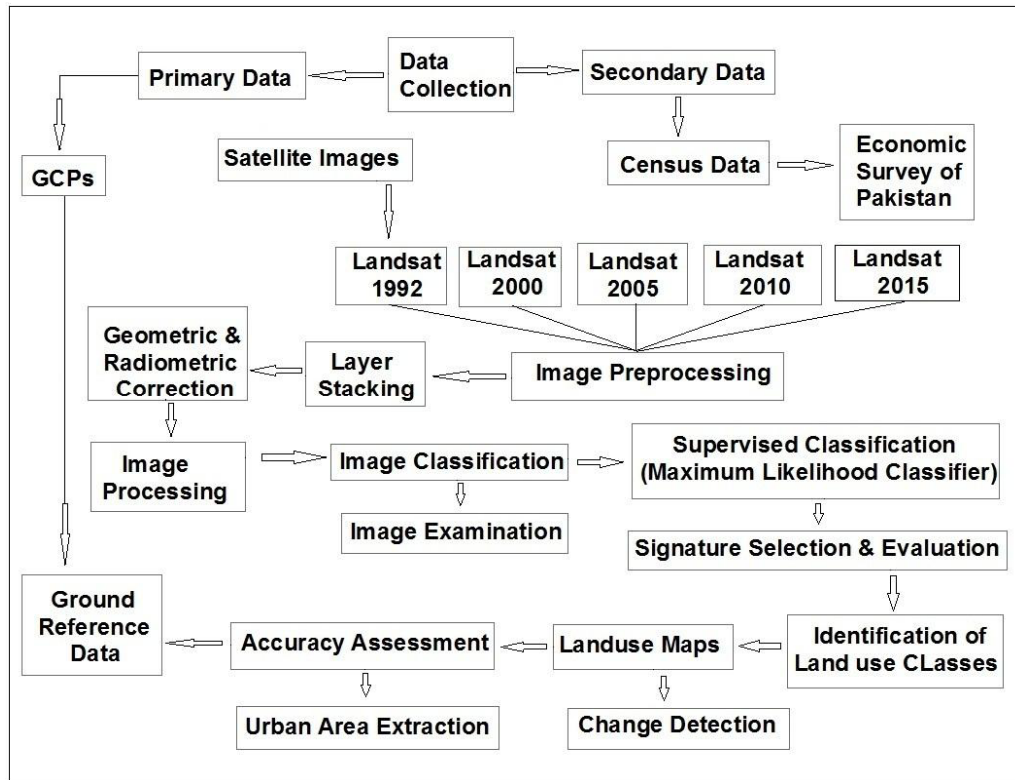 Primary Data
Data
Collection
Secondary Data
GCPs
Satellite Images
Census Data
Economic
Survey of
Pakistan
Landsat
1992
Landsat
2000
Landsat
2005
Landsat
2010
Landsat
2015
Geometric &
Radiometric
Correction
Layer
Stacking
Image Preprocessing
Image
Processing
Image Classification
Supervised Classification
(Maximum Likelihood Classifier)
Image Examination
Signature Selection & Evaluation
Ground
Reference
Data
Accuracy Assessment
Landuse Maps
Identification of
Land use CLasses
Urban Area Extraction
Change Detection